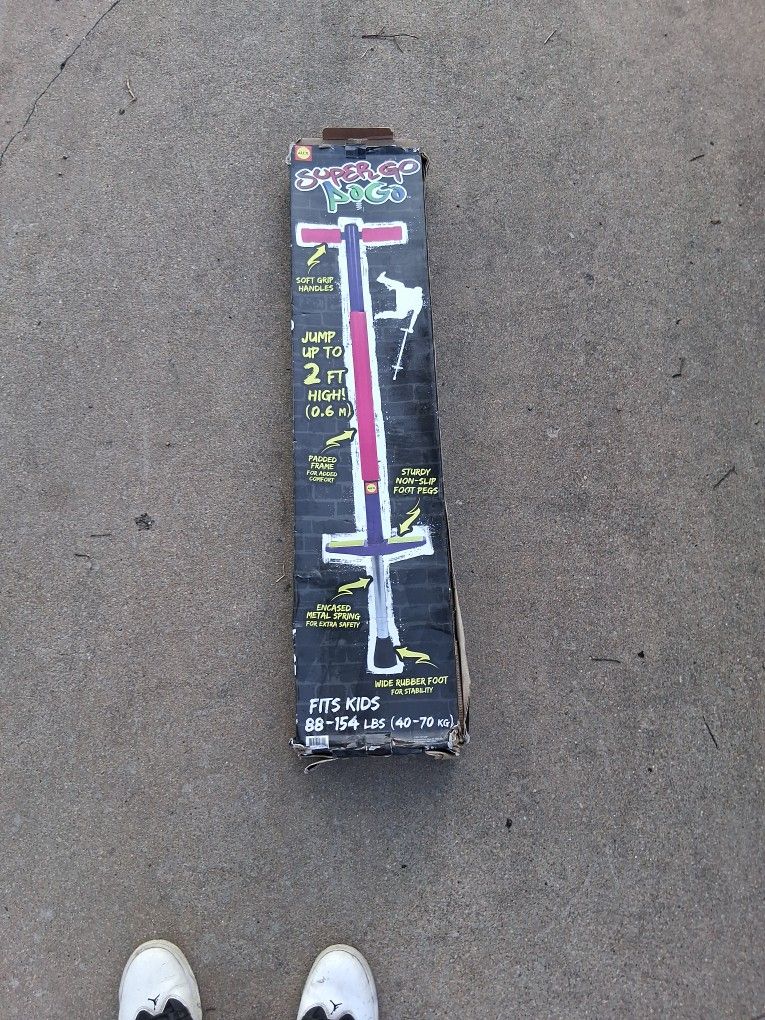 ALEX
SUPER GO
POGO
SOFT GRIP
HANDLES
JUMP
UP TO
2 FT
HIGH!
(0.6 M)
PADDED
FRAME
FOR ADDED
COMFORT
STURDY
NON-SLIP
FOOT PEGS
ENCASED
METAL SPRING
FOR EXTRA SAFETY
WIDE RUBBER FOOT
FOR STABILITY
FITS KIDS
88-154 LBS (40-70 KG)